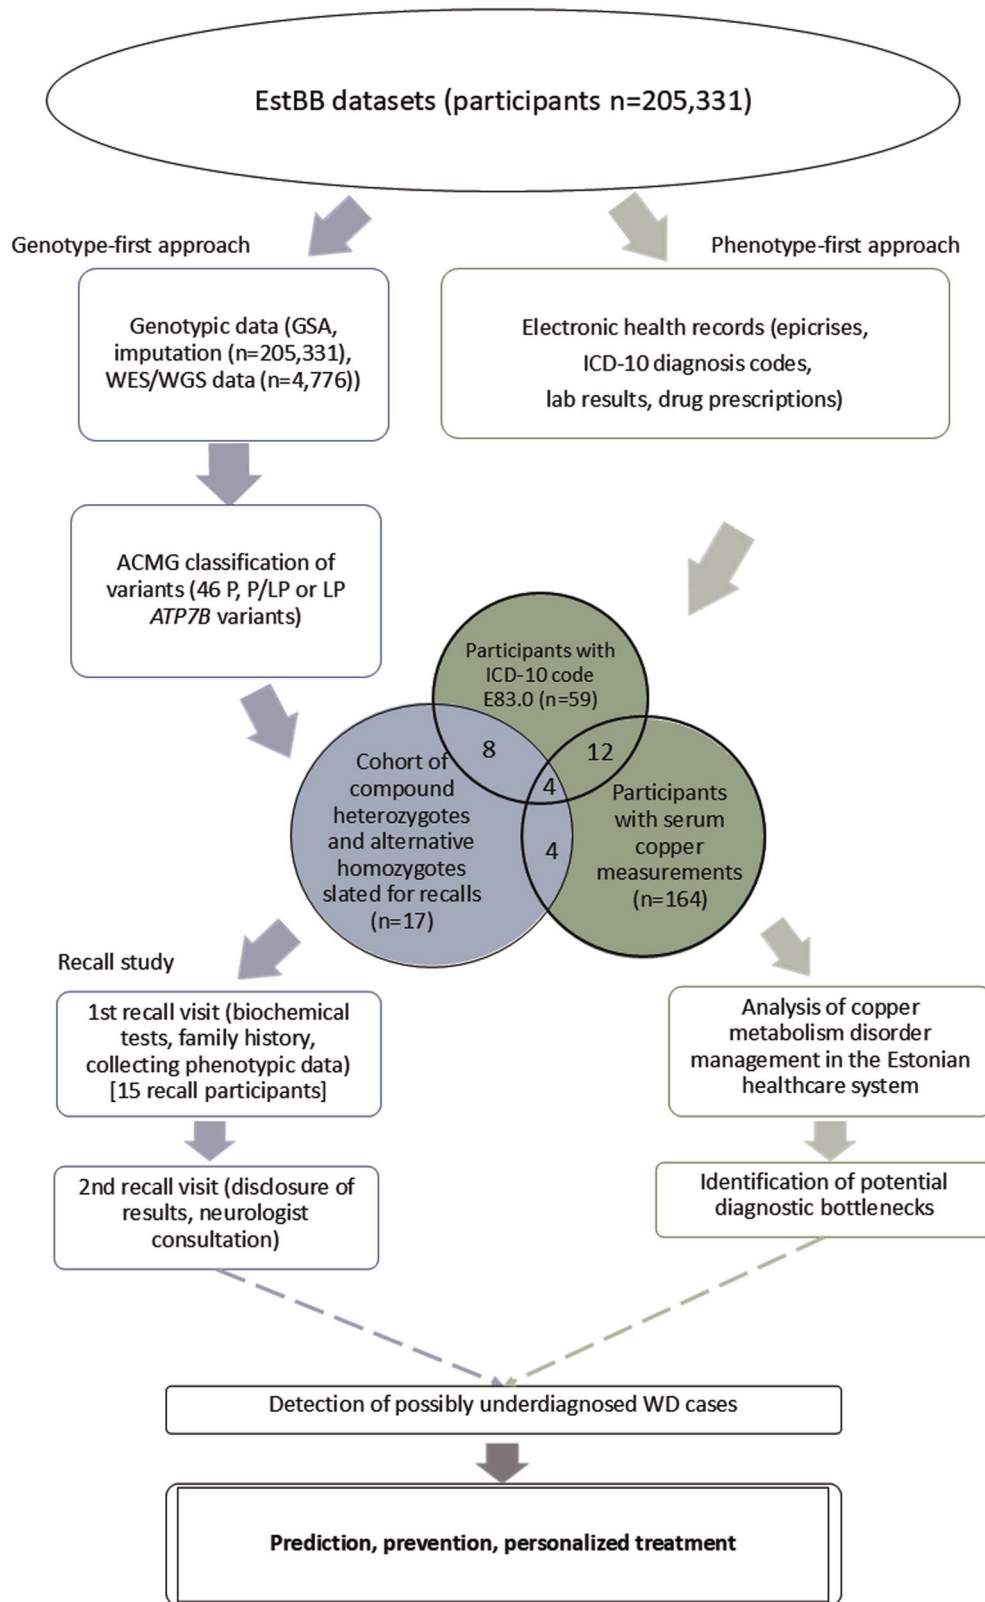 EstBB datasets (participants n=205,331)
Genotype-first approach
Phenotype-first approach
Genotypic data (GSA,
imputation (n=205,331),
WES/WGS data (n=4,776))
Electronic health records (epicrises,
ICD-10 diagnosis codes,
lab results, drug prescriptions)
ACMG classification of
variants (46 P, P/LP or LP
ATP7B variants)
Participants with
ICD-10 code
E83.0 (n=59)
8
12
4
4
Cohort of
compound
heterozygotes
and alternative
homozygotes
slated for recalls
(n=17)
Participants
with serum
copper
measurements
(n=164)
Recall study
1st recall visit (biochemical
tests, family history,
collecting phenotypic data)
[15 recall participants]
Analysis of copper
metabolism disorder
management in the Estonian
healthcare system
2nd recall visit (disclosure of
results, neurologist
consultation)
Identification of potential
diagnostic bottlenecks
Detection of possibly underdiagnosed WD cases
Prediction, prevention, personalized treatment